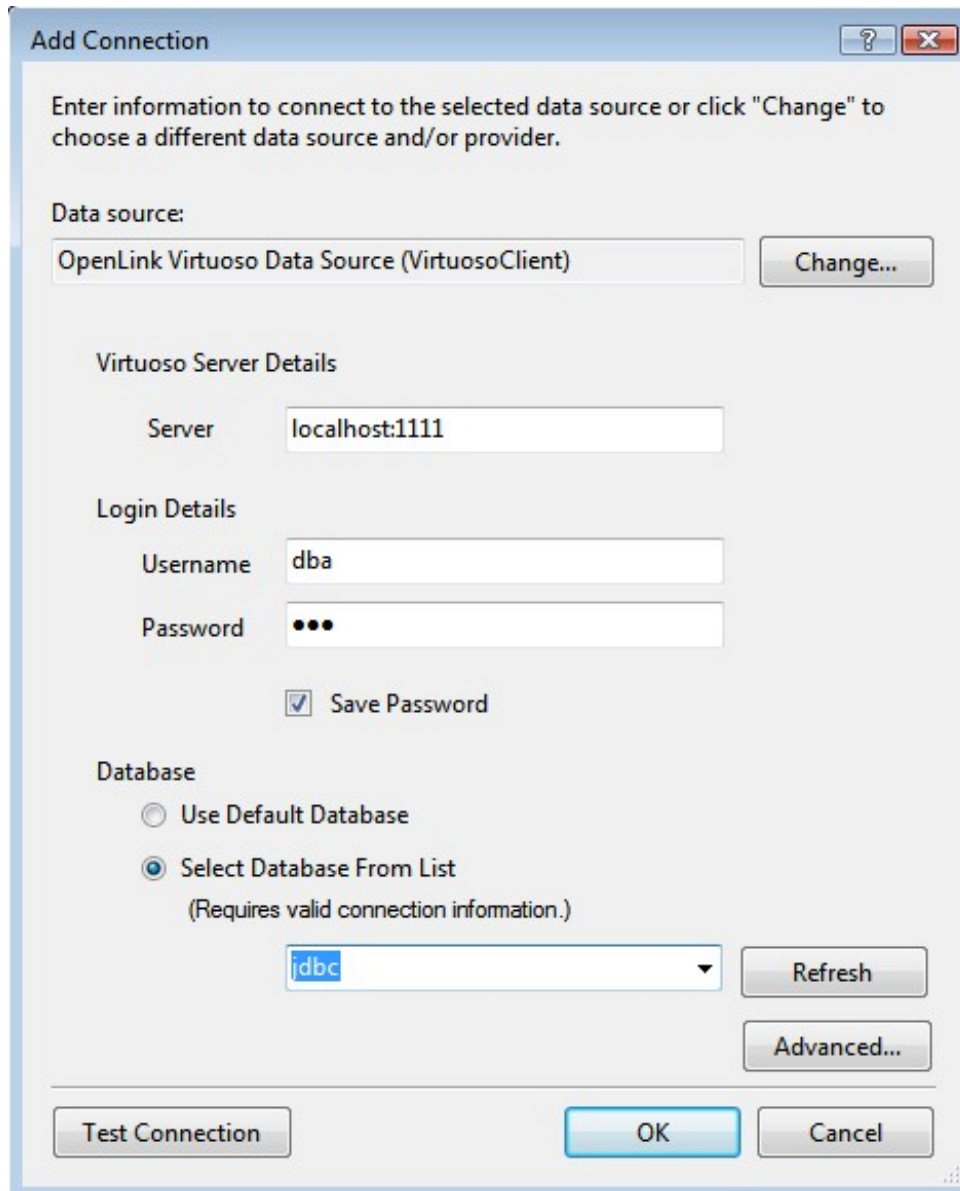 Add Connection
Enter information to connect to the selected data source or click "Change" to
choose a different data source and/or provider.
Data source:
OpenLink Virtuoso Data Source (VirtuosoClient)
Change...
Virtuoso Server Details
Server
localhost:1111
Login Details
Username
dba
Password
•••
Save Password
Database
Use Default Database
Select Database From List
(Requires valid connection information.)
jdbc
Refresh
Advanced...
Test Connection
OK
Cancel